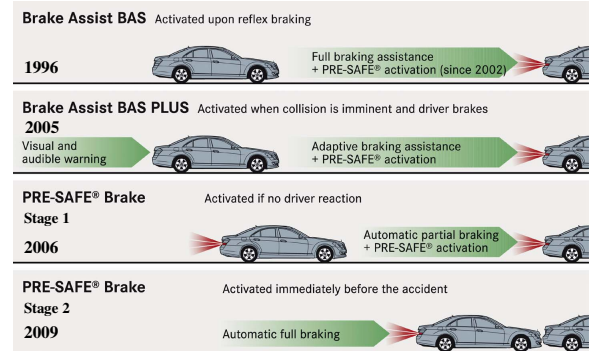 Brake Assist BAS Activated upon reflex braking
1996
Full braking assistance
+ PRE-SAFE® activation (since 2002)
Brake Assist BAS PLUS Activated when collision is imminent and driver brakes
2005
Visual and
audible warning
Adaptive braking assistance
+ PRE-SAFE® activation
PRE-SAFE® Brake Activated if no driver reaction
Stage 1
2006
Automatic partial braking
+ PRE-SAFE® activation
PRE-SAFE® Brake Activated immediately before the accident
Stage 2
2009
Automatic full braking